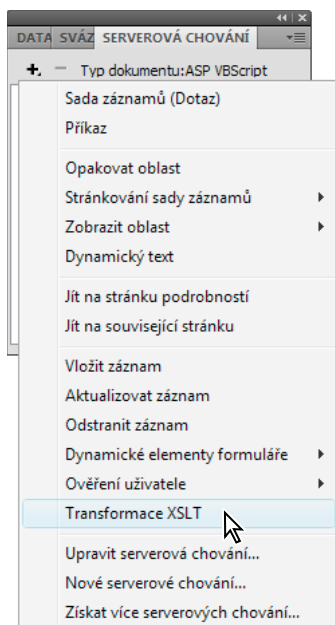 DATA SVÁZ SERVEROVÁ CHOVÁNÍ
Typ dokumentu:ASP VBScript
Sada záznamů (Dotaz)
Příkaz
Opakovat oblast
Stránkování sady záznamů
Zobrazit oblast
Dynamický text
Jít na stránku podrobností
Jít na související stránku
Vložit záznam
Aktualizovat záznam
Odstranit záznam
Dynamické elementy formuláře
Ověření uživatele
Transformace XSLT
Upravit serverová chování...
Nové serverové chování...
Získat více serverových chování...